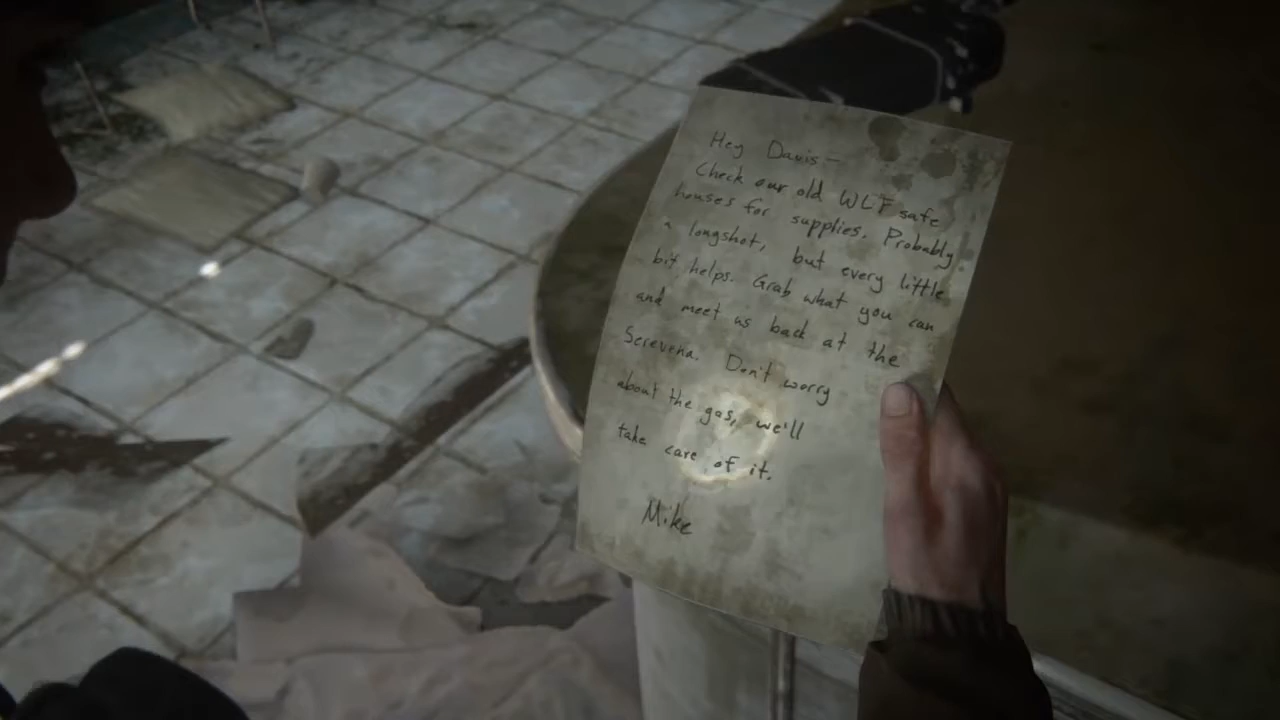 Hey Davis-
Check our old WLF safe
houses for supplies. Probably
a longshot, but every little
bit helps. Grab what you can
and meet us back at the
Serevena. Don't worry
about the gas, we'll
take care of it.
Mike